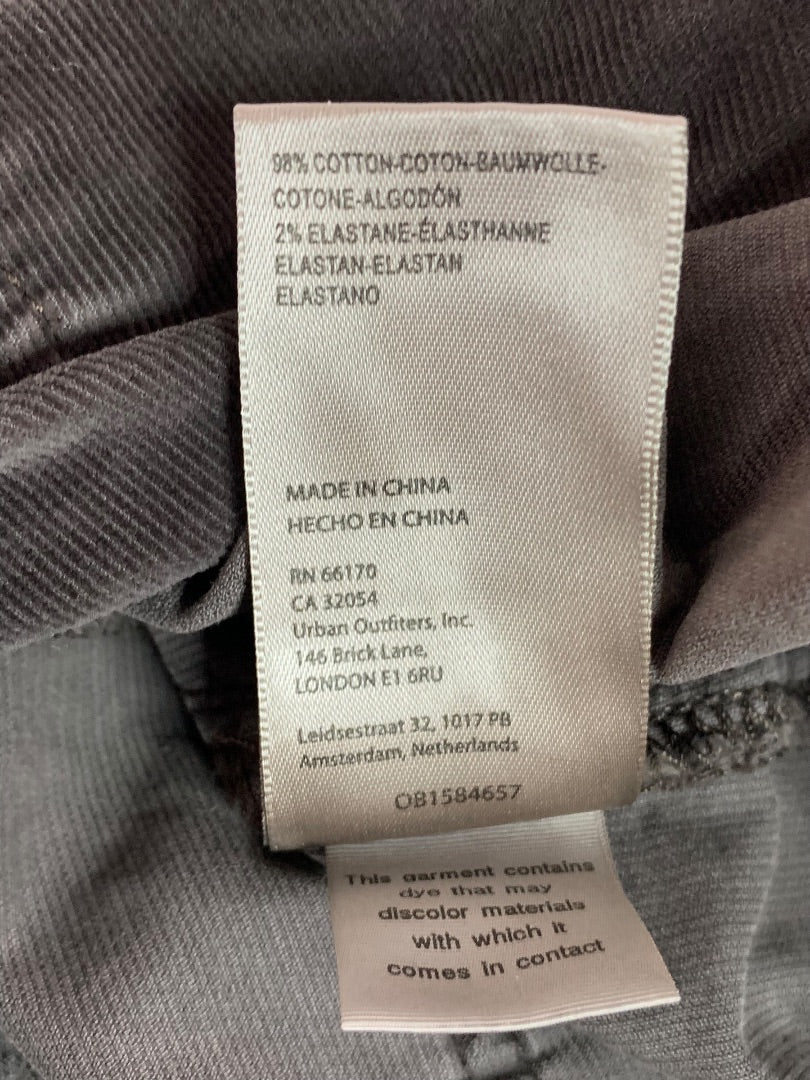 98% COTTON-COTON-BAUMWOLLE-
COTONE-ALGODÓN
2% ELASTANE-ÉLASTHANNE
ELASTAN-ELASTAN
ELASTANO
MADE IN CHINA
HECHO EN CHINA
RN 66170
CA 32054
Urban Outfiters, Inc.
146 Brick Lane,
LONDON E1 6RU
Leidsestraat 32, 1017 PB
Amsterdam, Netherlands
OB1584657
This garment contains
dye that may
discolor materials
with which it
comes in contact